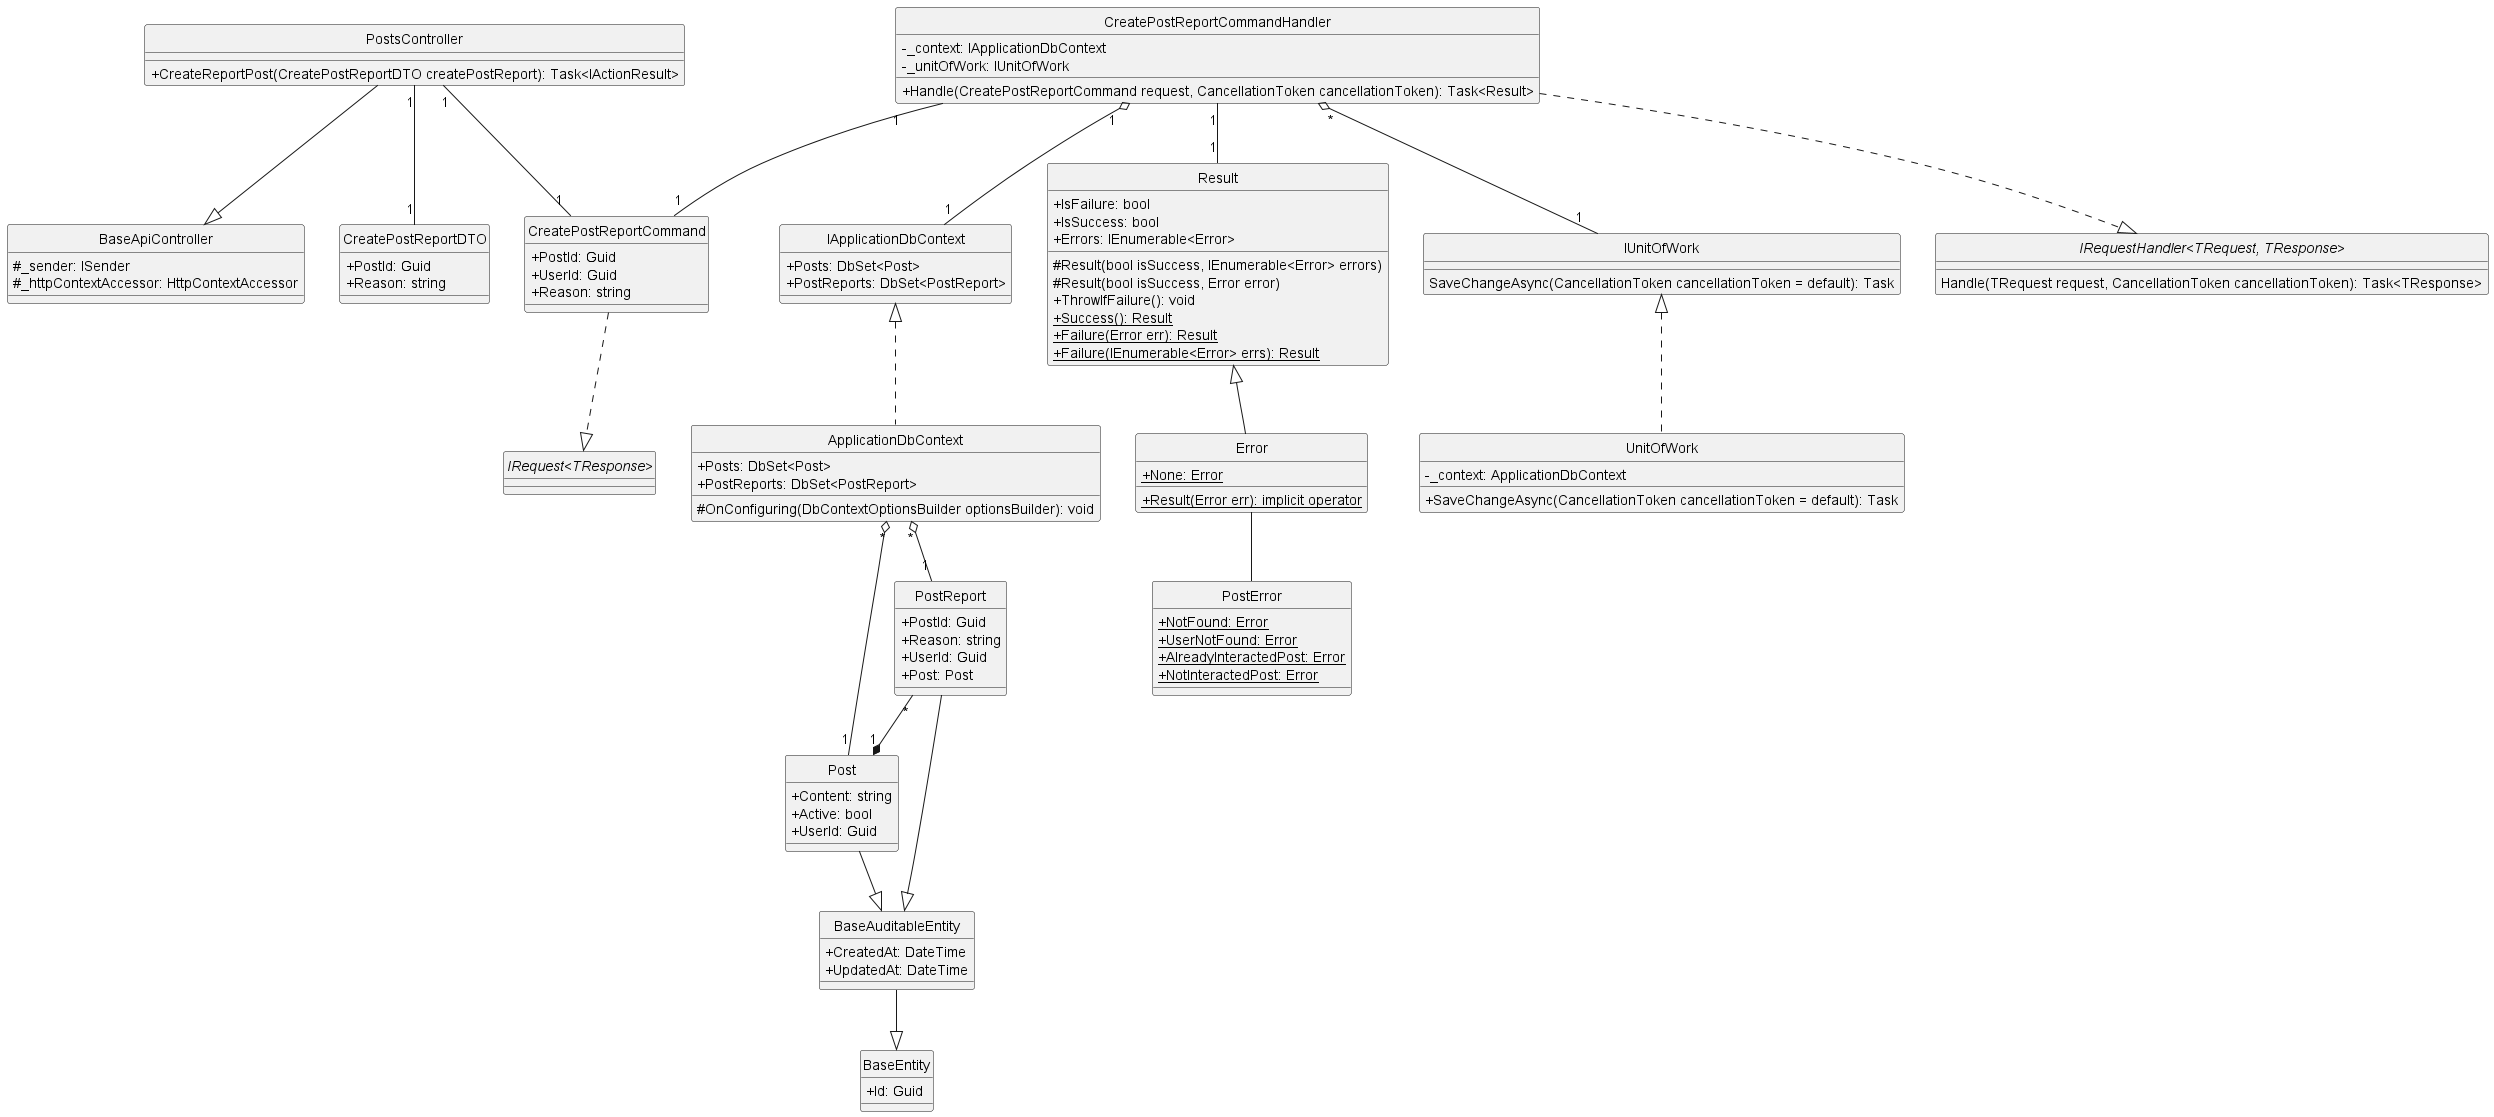 PostsController
+CreateReportPost(CreatePostReportDTO createPostReport): Task<IActionResult>
CreatePostReportCommandHandler
-_context: IApplicationDbContext
-_unitOfWork: IUnitOfWork
+Handle(CreatePostReportCommand request, CancellationToken cancellationToken): Task<Result>
1
1
1
1
1
*
1
1
1
1
1
1
1
BaseApiController
#_sender: ISender
#_httpContextAccessor: HttpContextAccessor
CreatePostReportDTO
+PostId: Guid
+Reason: string
CreatePostReportCommand
+PostId: Guid
+UserId: Guid
+Reason: string
IApplicationDbContext
+Posts: DbSet<Post>
+PostReports: DbSet<PostReport>
Result
+IsFailure: bool
+IsSuccess: bool
+Errors: IEnumerable<Error>
#Result(bool isSuccess, IEnumerable<Error> errors)
#Result(bool isSuccess, Error error)
+ThrowIfFailure(): void
+Success(): Result
+Failure(Error err): Result
+Failure(IEnumerable<Error> errs): Result
IUnitOfWork
SaveChangeAsync(CancellationToken cancellationToken = default): Task
IRequestHandler<TRequest, TResponse>
Handle(TRequest request, CancellationToken cancellationToken): Task<TResponse>
IRequest<TResponse>
ApplicationDbContext
+Posts: DbSet<Post>
+PostReports: DbSet<PostReport>
#OnConfiguring(DbContextOptionsBuilder optionsBuilder): void
Error
+None: Error
+Result(Error err): implicit operator
UnitOfWork
-_context: ApplicationDbContext
+SaveChangeAsync(CancellationToken cancellationToken = default): Task
*
*
1
PostReport
+PostId: Guid
+Reason: string
+UserId: Guid
+Post: Post
PostError
+NotFound: Error
+UserNotFound: Error
+AlreadyInteractedPost: Error
+NotInteractedPost: Error
*
1
1
Post
+Content: string
+Active: bool
+UserId: Guid
BaseAuditableEntity
+CreatedAt: DateTime
+UpdatedAt: DateTime
BaseEntity
+Id: Guid